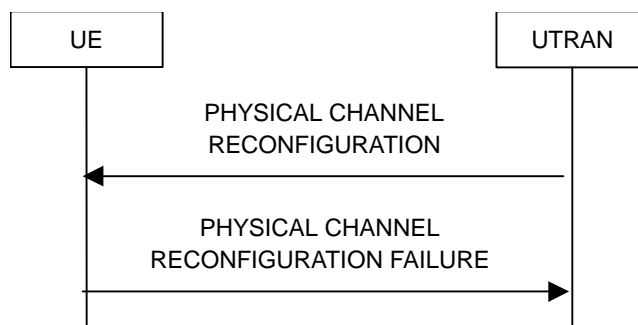 UE
UTRAN
PHYSICAL CHANNEL
RECONFIGURATION
PHYSICAL CHANNEL
RECONFIGURATION FAILURE